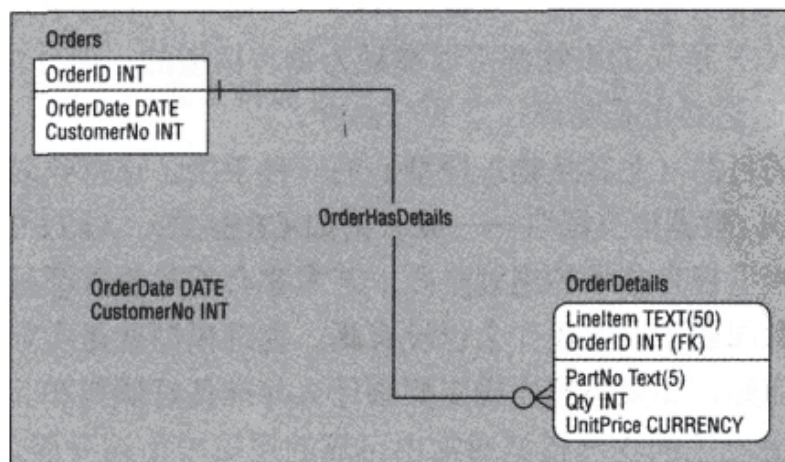 Orders
OrderID INT
OrderDate DATE
CustomerNo INT
OrderHasDetails
OrderDate DATE
CustomerNo INT
OrderDetails
LineItem TEXT(50)
OrderID INT (FK)
PartNo Text(5)
Qty INT
UnitPrice CURRENCY